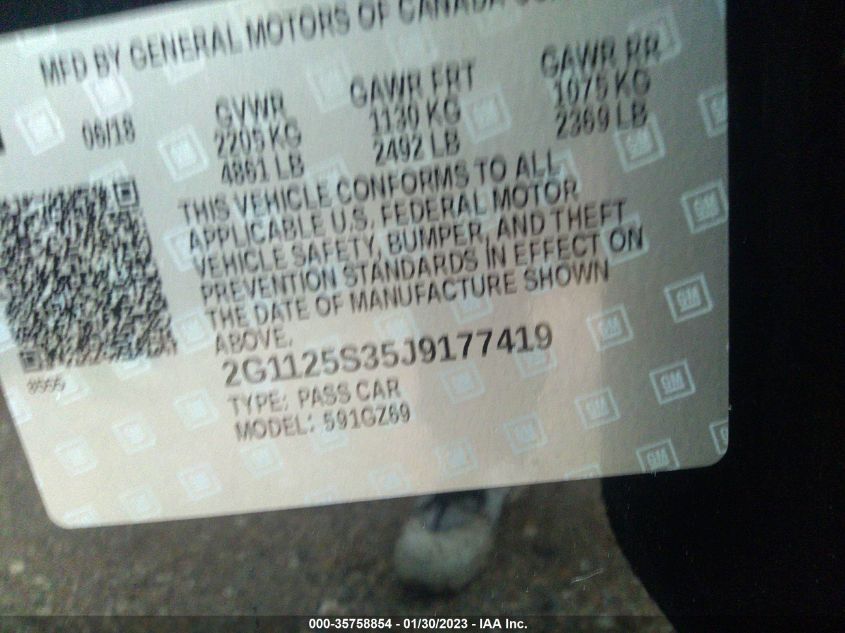 MFD BY GENERAL MOTORS OF CANADA
06/18
GVWR
2205 KG
4861 LB
GAWR FRT
1130 KG
2492 LB
GAWR RR
1075 KG
2369 LB
THIS VEHICLE CONFORMS TO ALL
APPLICABLE U.S. FEDERAL MOTOR
VEHICLE SAFETY, BUMPER, AND THEFT
PREVENTION STANDARDS IN EFFECT ON
THE DATE OF MANUFACTURE SHOWN
ABOVE.
2G1125S35J9177419
TYPE: PASS CAR
MODEL: 591GZ69
GM
000-35758854 - 01/30/2023 - IAA Inc.